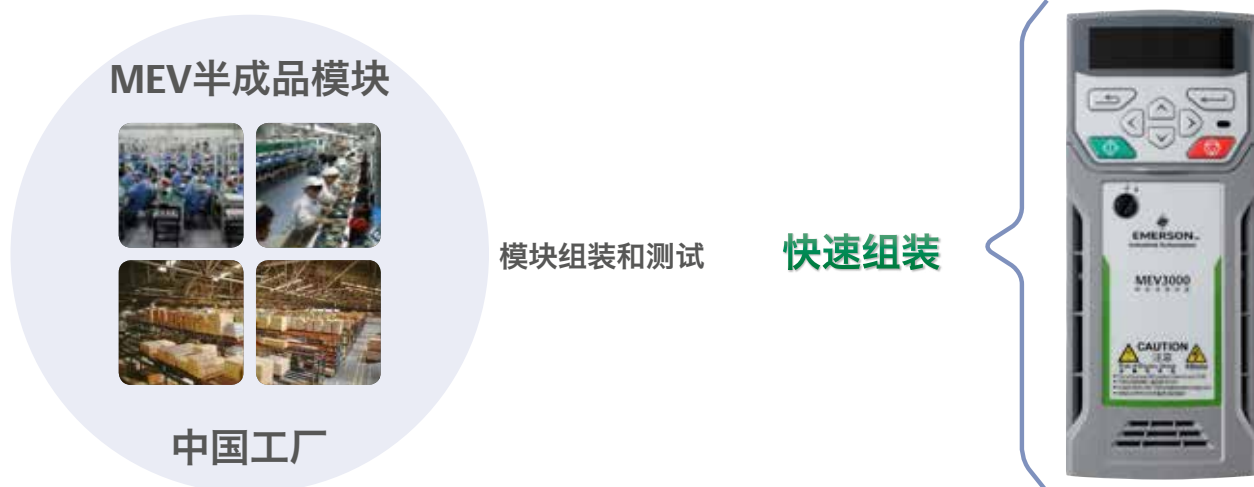 MEV半成品模块
中国工厂
模块组装和测试
快速组装
EMERSON
Industrial Automation
MEV3000
CAUTION
注意